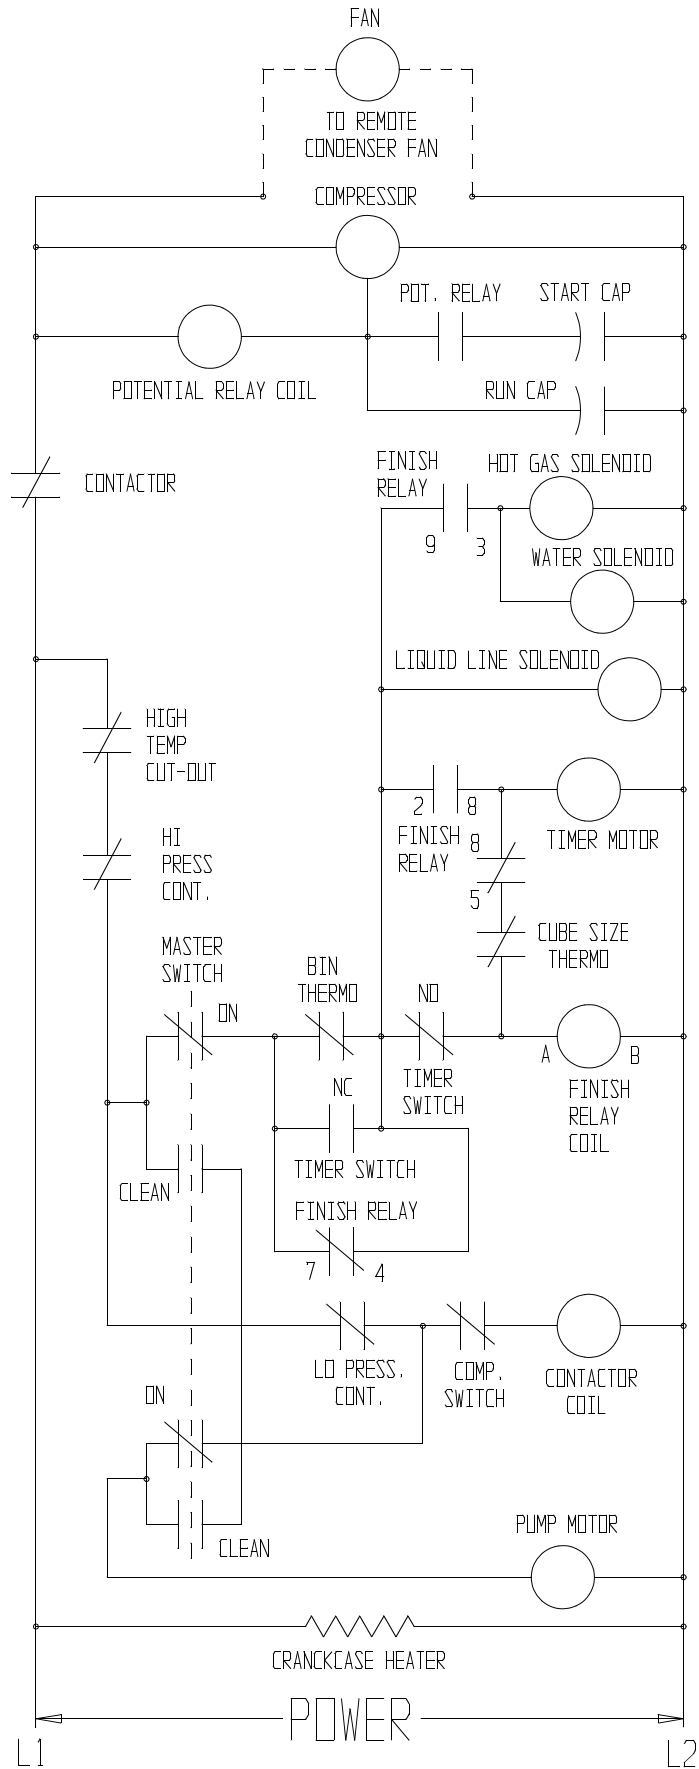 FAN
TO REMOTE
CONDENSER FAN
COMPRESSOR
POT. RELAY
START CAP
POTENTIAL RELAY COIL
RUN CAP
CONTACTOR
FINISH
RELAY
HOT GAS SOLENOID
9
3
WATER SOLENOID
LIQUID LINE SOLENOID
HIGH
TEMP
CUT-OUT
2
8
FINISH
RELAY
TIMER MOTOR
HI
PRESS
CONT.
8
5
MASTER
SWITCH
ON
BIN
THERMO
NO
CUBE SIZE
THERMO
A
B
TIMER
SWITCH
FINISH
RELAY
COIL
NC
TIMER SWITCH
CLEAN
FINISH RELAY
7
4
LO PRESS.
CONT.
COMP.
SWITCH
CONTACTOR
COIL
ON
CLEAN
PUMP MOTOR
CRANCKCASE HEATER
POWER
L1
L2